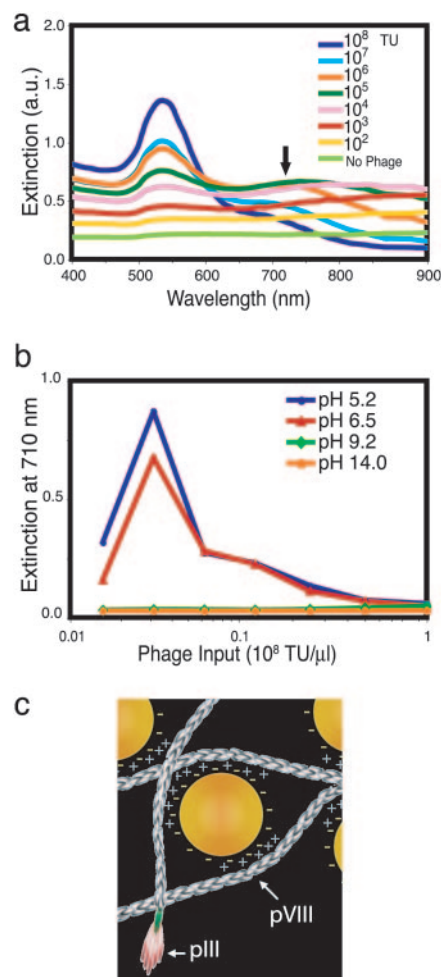 a
2.0
1.5
1.0
0.5
0.0
Extinction (a.u.)
10⁸ TU
10⁷
10⁶
10⁵
10⁴
10³
10²
No Phage
400 500 600 700 800 900
Wavelength (nm)
b
1.0
0.5
0.0
Extinction at 710 nm
pH 5.2
pH 6.5
pH 9.2
pH 14.0
0.01 0.1 1
Phage Input (10⁸ TU/µl)
c
pVIII
pIII